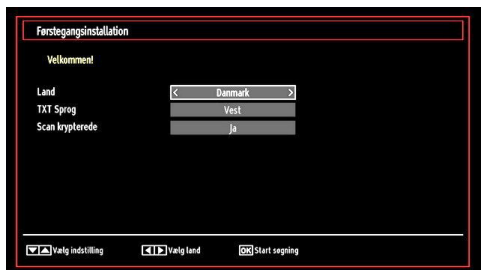 Førstegangsinstallation
Velkommen!
Land < Danmark >
TXT Sprog Vest
Scan krypterede Ja
Vælg indstilling Vælg land OK Start søgning